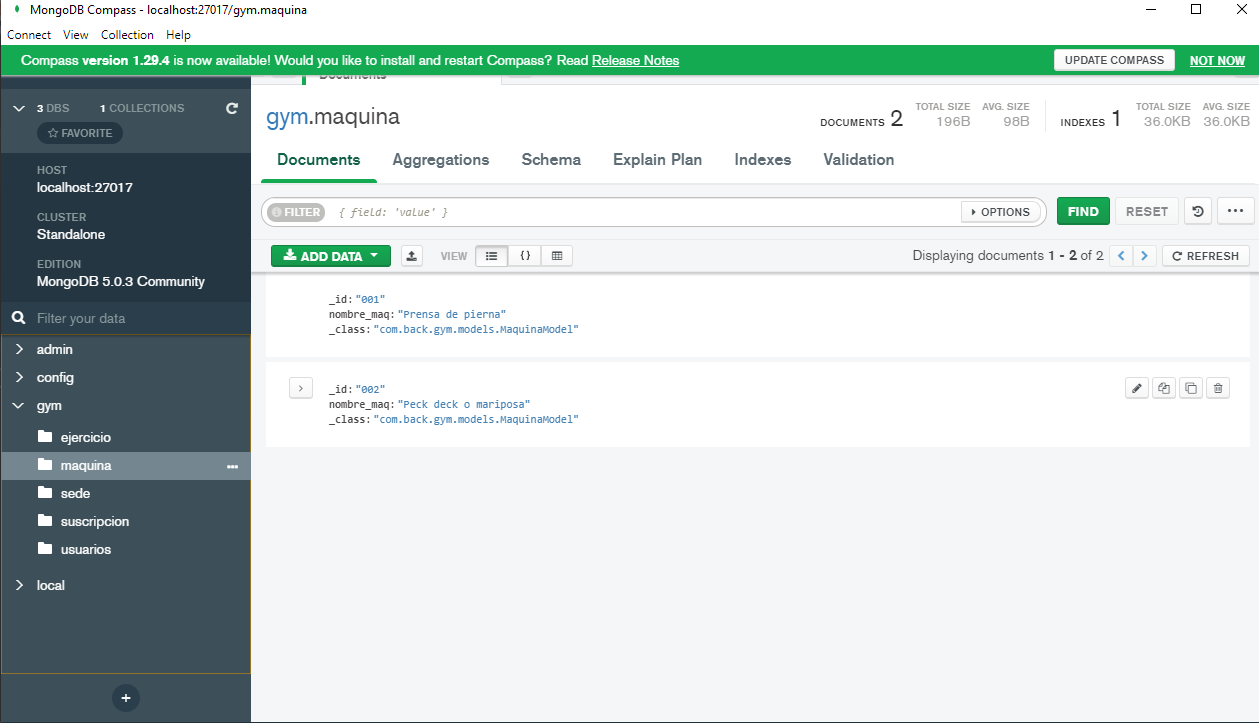 MongoDB Compass - localhost:27017/gym.maquina
Connect View Collection Help
Compass version 1.29.4 is now available! Would you like to install and restart Compass? Read Release Notes
UPDATE COMPASS
NOT NOW
3 DBS 1 COLLECTIONS
FAVORITE
HOST
localhost:27017
CLUSTER
Standalone
EDITION
MongoDB 5.0.3 Community
Filter your data
admin
config
gym
ejercicio
maquina
sede
suscripcion
usuarios
local
Documents
gym.maquina
DOCUMENTS 2
TOTAL SIZE 196B
AVG. SIZE 98B
INDEXES 1
TOTAL SIZE 36.0KB
AVG. SIZE 36.0KB
Documents Aggregations Schema Explain Plan Indexes Validation
FILTER { field: 'value' } OPTIONS FIND RESET
ADD DATA VIEW {} Displaying documents 1 - 2 of 2 REFRESH
_id: "001"
nombre_maq: "Prensa de pierna"
_class: "com.back.gym.models.MaquinaModel"
_id: "002"
nombre_maq: "Peck deck o mariposa"
_class: "com.back.gym.models.MaquinaModel"